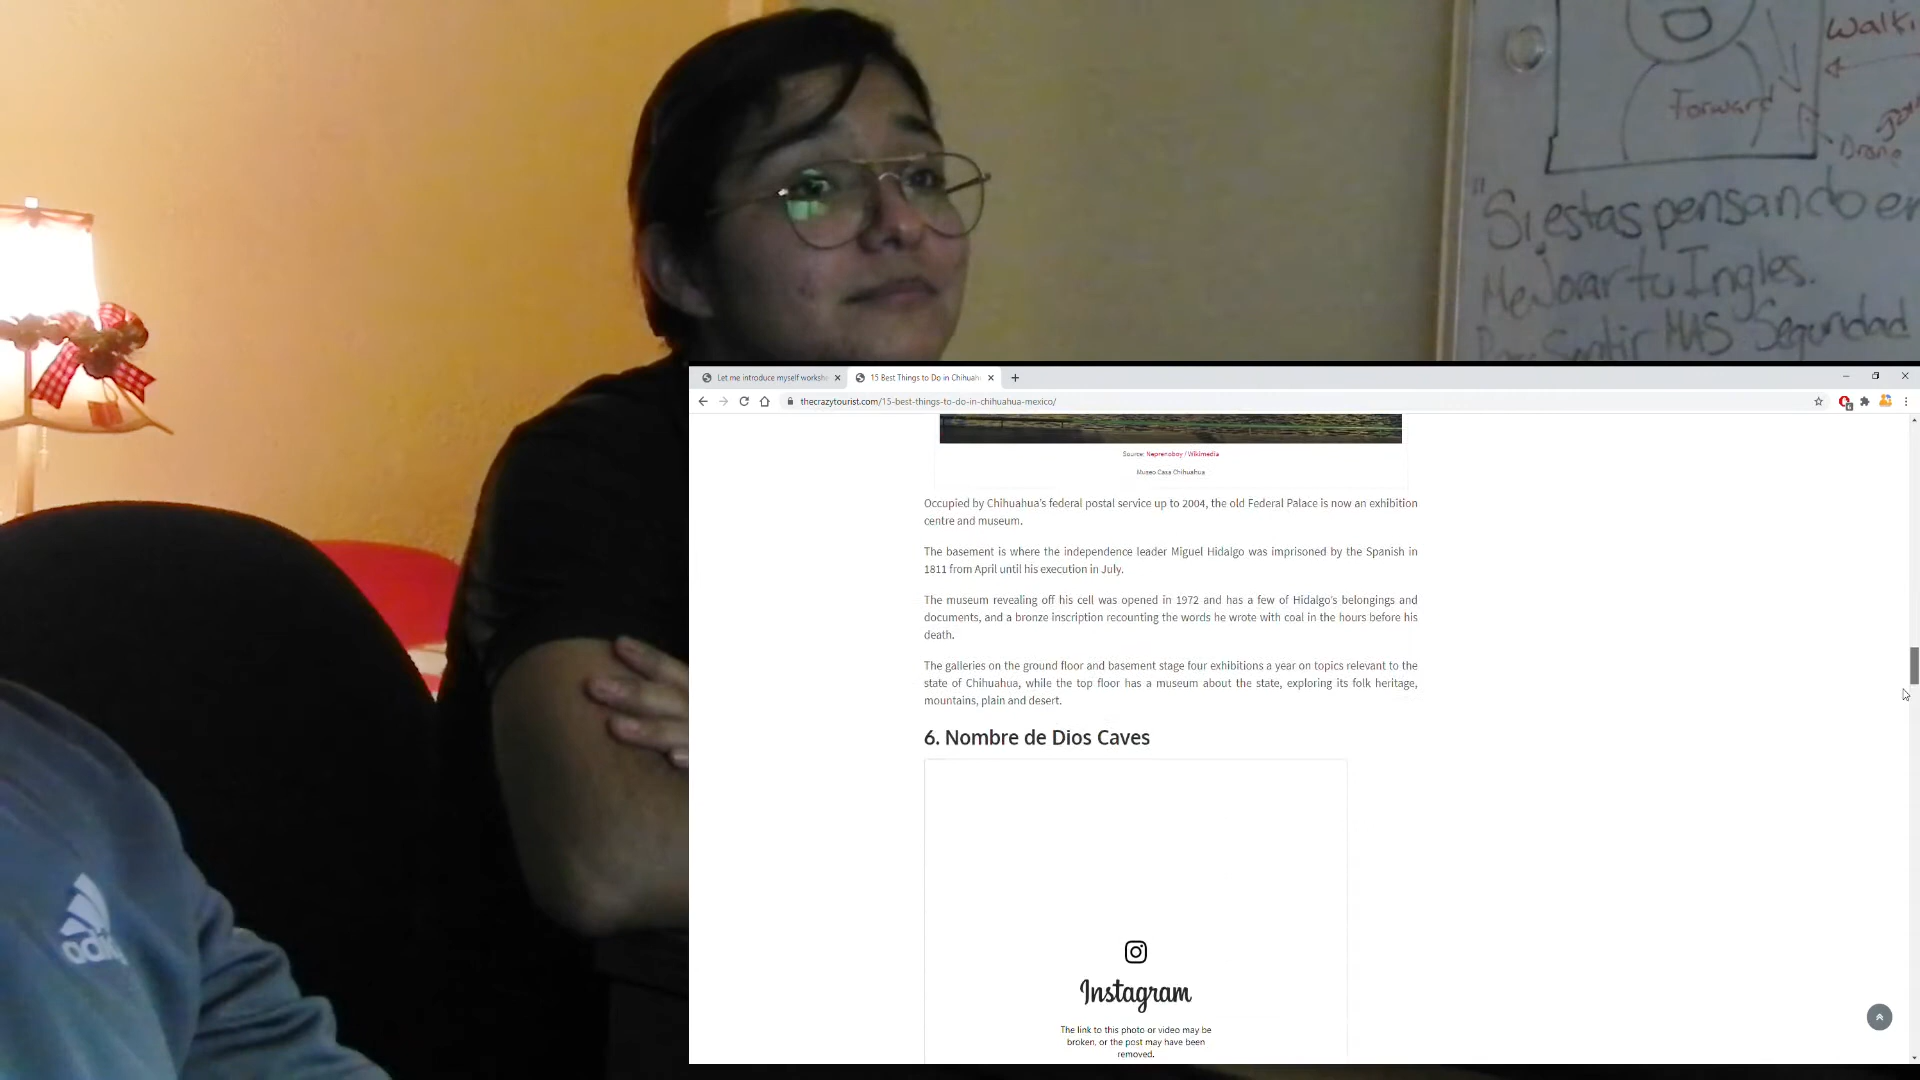 Walki
Forward
Drone
"Si estas pensando en
Mejorar tu Ingles.
Para Sentir MAS Seguridad
adidas
Let me introduce myself worksh
15 Best Things to Do in Chihuah
thecrazytourist.com/15-best-things-to-do-in-chihuahua-mexico/
Source: Neprenoboy / Wikimedia
Museo Casa Chihuahua
Occupied by Chihuahua's federal postal service up to 2004, the old Federal Palace is now an exhibition
centre and museum.
The basement is where the independence leader Miguel Hidalgo was imprisoned by the Spanish in
1811 from April until his execution in July.
The museum revealing off his cell was opened in 1972 and has a few of Hidalgo's belongings and
documents, and a bronze inscription recounting the words he wrote with coal in the hours before his
death.
The galleries on the ground floor and basement stage four exhibitions a year on topics relevant to the
state of Chihuahua, while the top floor has a museum about the state, exploring its folk heritage,
mountains, plain and desert.
6. Nombre de Dios Caves
Instagram
The link to this photo or video may be
broken, or the post may have been
removed.